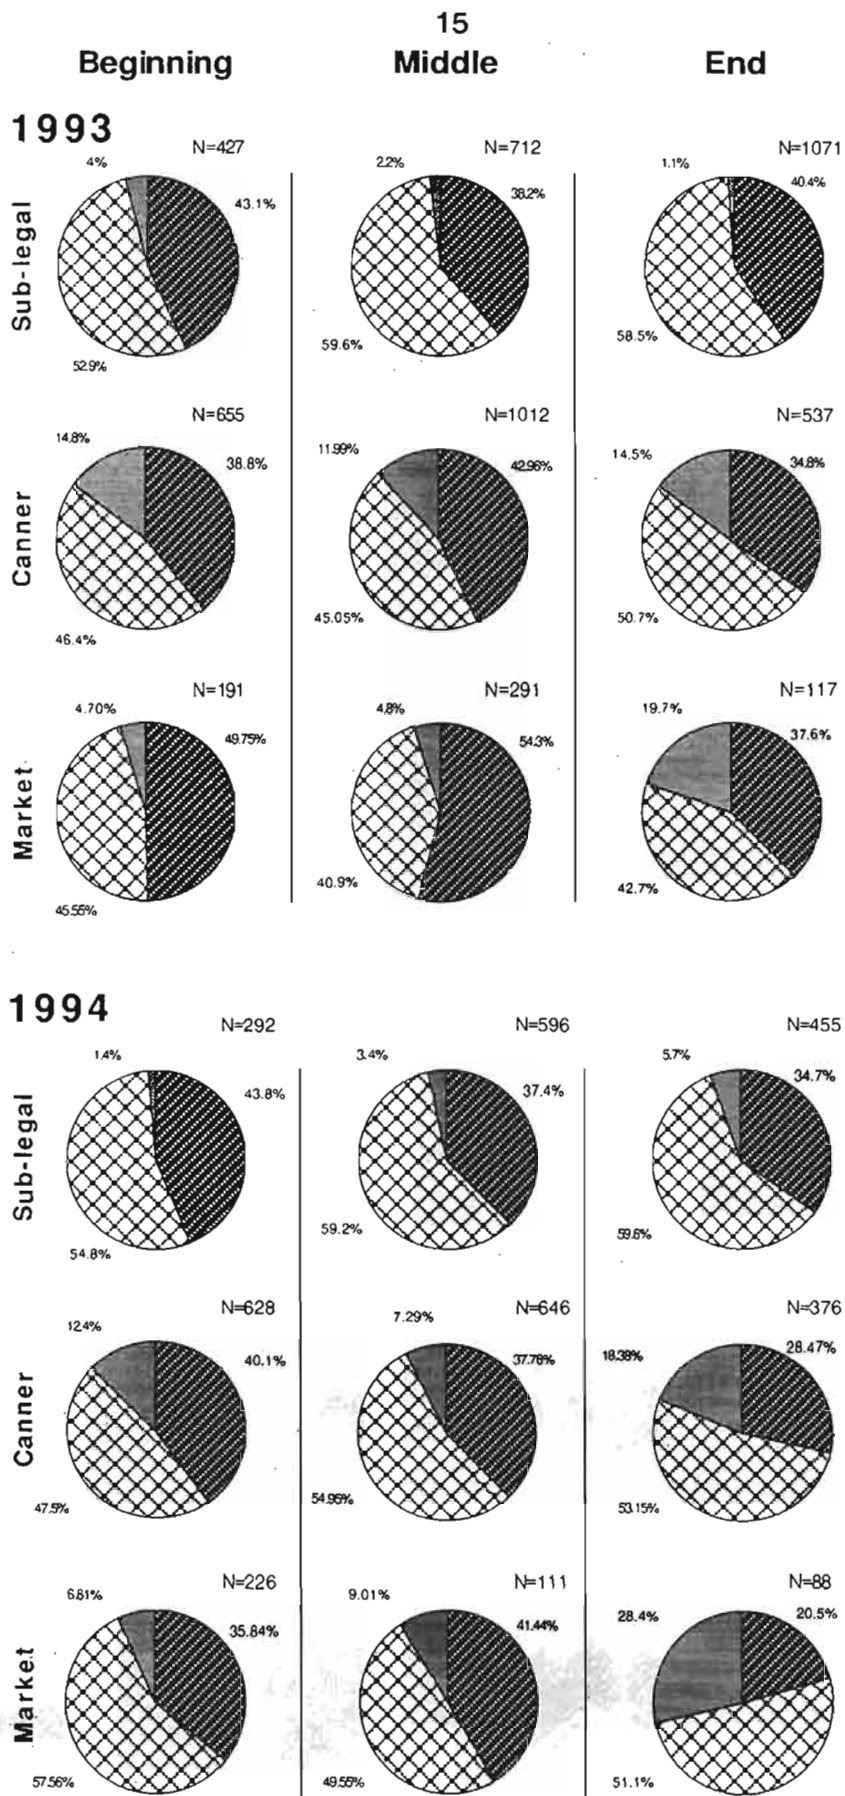 15
Beginning Middle End
1993
N=427 N=712 N=1071
4% 2.2% 1.1%
43.1% 38.2% 40.4%
Sub-legal
52.9% 59.6% 58.5%
N=655 N=1012 N=537
14.8% 11.99% 14.5%
38.8% 42.96% 34.8%
Canner
46.4% 45.05% 50.7%
N=191 N=291 N=117
4.70% 4.8% 19.7%
49.75% 54.3% 37.6%
Market
45.55% 40.9% 42.7%
1994
N=292 N=596 N=455
1.4% 3.4% 5.7%
43.8% 37.4% 34.7%
Sub-legal
54.8% 59.2% 59.6%
N=628 N=646 N=376
12.4% 7.29% 18.38%
40.1% 37.76% 28.47%
Canner
47.5% 54.95% 53.15%
N=226 N=111 N=88
6.81% 9.01% 28.4%
35.84% 41.44% 20.5%
Market
57.56% 49.55% 51.1%